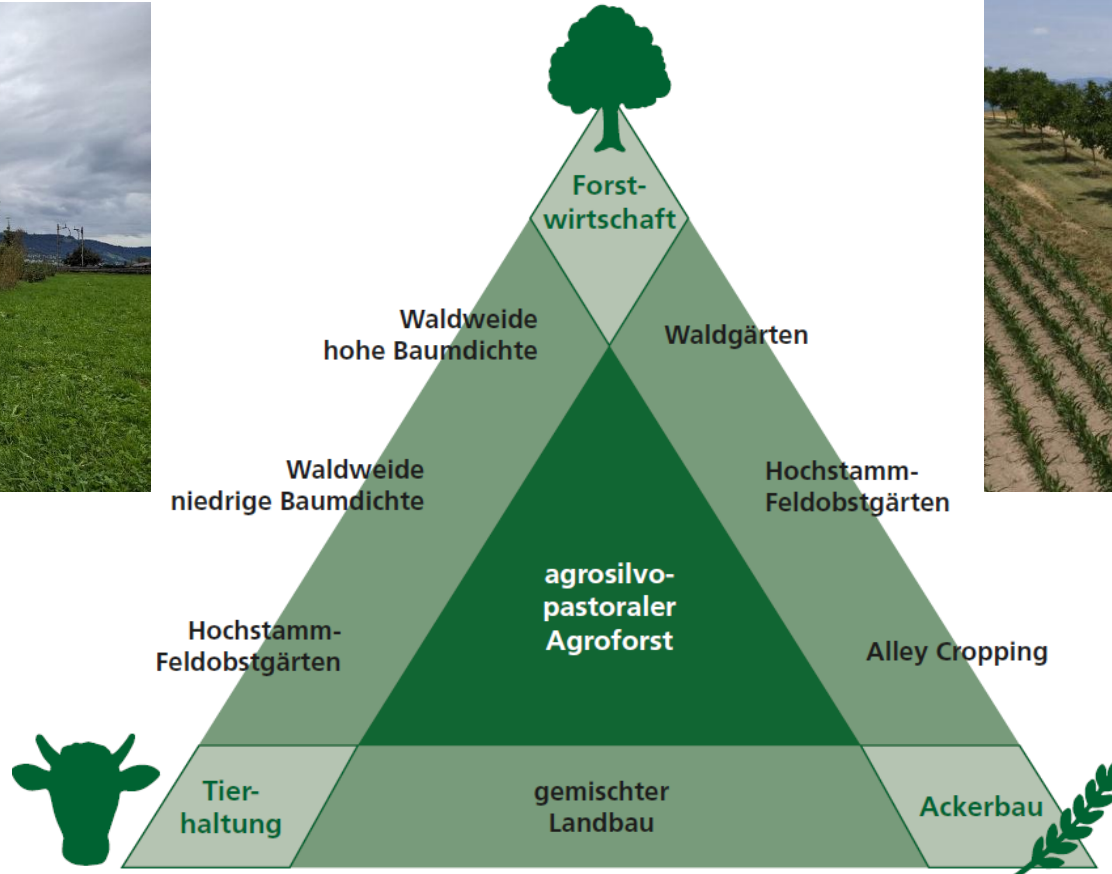 Forst-
wirtschaft
Waldweide
hohe Baumdichte
Waldgärten
Waldweide
niedrige Baumdichte
Hochstamm-
Feldobstgärten
agrosilvo-
pastoraler
Agroforst
Hochstamm-
Feldobstgärten
Alley Cropping
Tier-
haltung
gemischter
Landbau
Ackerbau